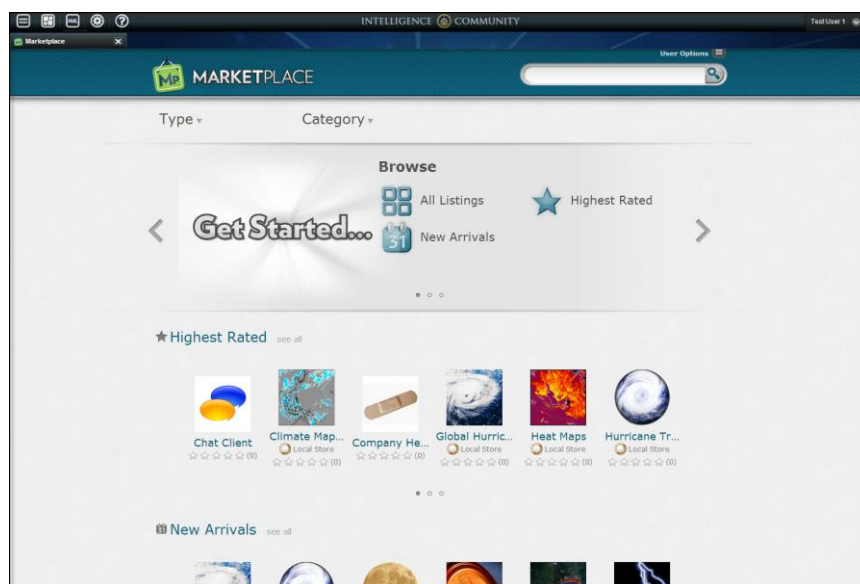 INTELLIGENCE COMMUNITY
Test User 1
Marketplace
User Options
MP MARKETPLACE
Type
Category
Browse
Get Started...
All Listings
Highest Rated
31
New Arrivals
Highest Rated see all
Chat Client
(0)
Climate Map...
Local Store
(0)
Company He...
(0)
Global Hurric...
Local Store
(0)
Heat Maps
Local Store
(0)
Hurricane Tr...
Local Store
(0)
New Arrivals see all